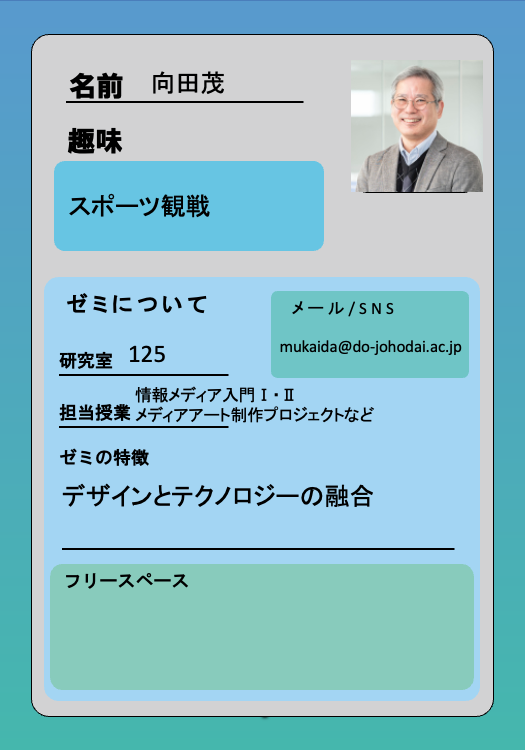 名前 向田茂
趣味
スポーツ観戦
ゼミについて
メール/SNS
mukaida@do-johodai.ac.jp
研究室 125
担当授業 情報メディア入門Ⅰ・Ⅱ
メディアアート制作プロジェクトなど
ゼミの特徴
デザインとテクノロジーの融合
フリースペース